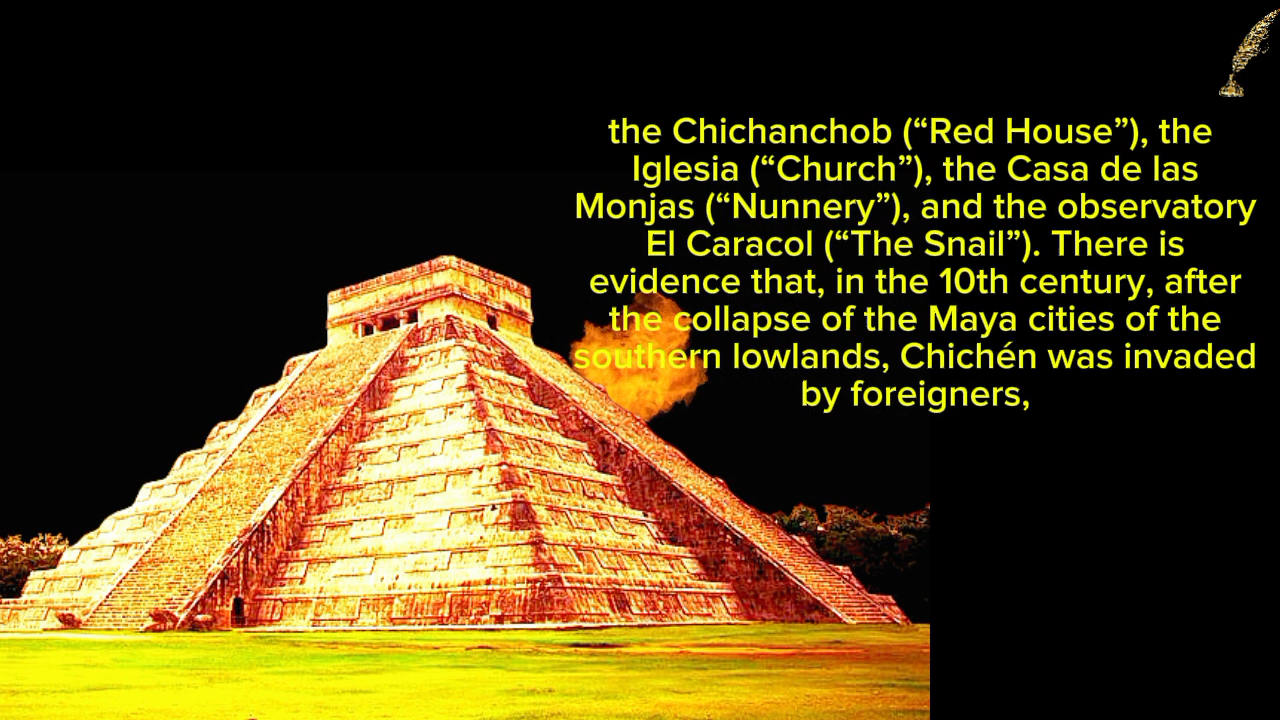 the Chichanchob (“Red House”), the
Iglesia (“Church”), the Casa de las
Monjas (“Nunnery”), and the observatory
El Caracol (“The Snail”). There is
evidence that, in the 10th century, after
the collapse of the Maya cities of the
southern lowlands, Chichén was invaded
by foreigners,